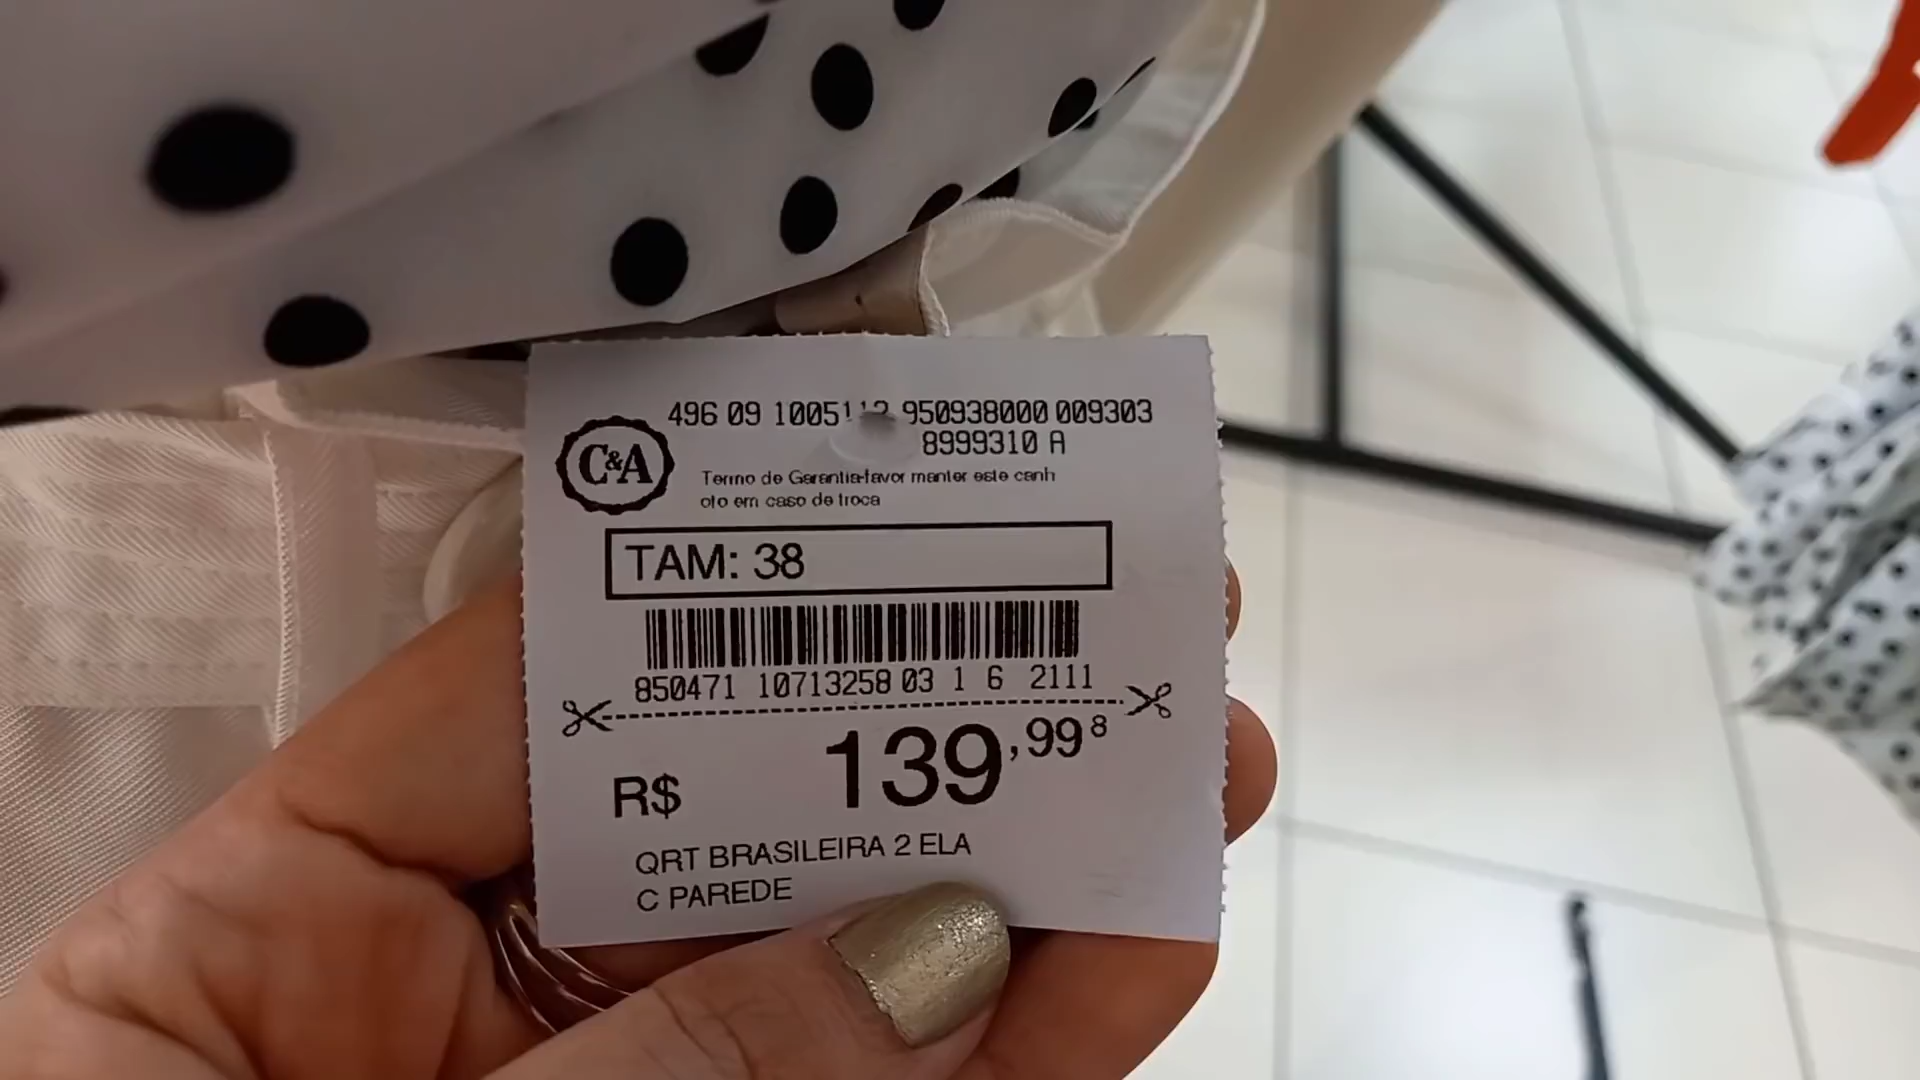 496 09 950938000 009303
8999310 A
C&A
Termo de Garantia-favor manter este canh
oto em caso de troca
TAM: 38
850471 10713258 03 1 6 2111
R$ 139,99 8
QRT BRASILEIRA 2 ELA
C PAREDE